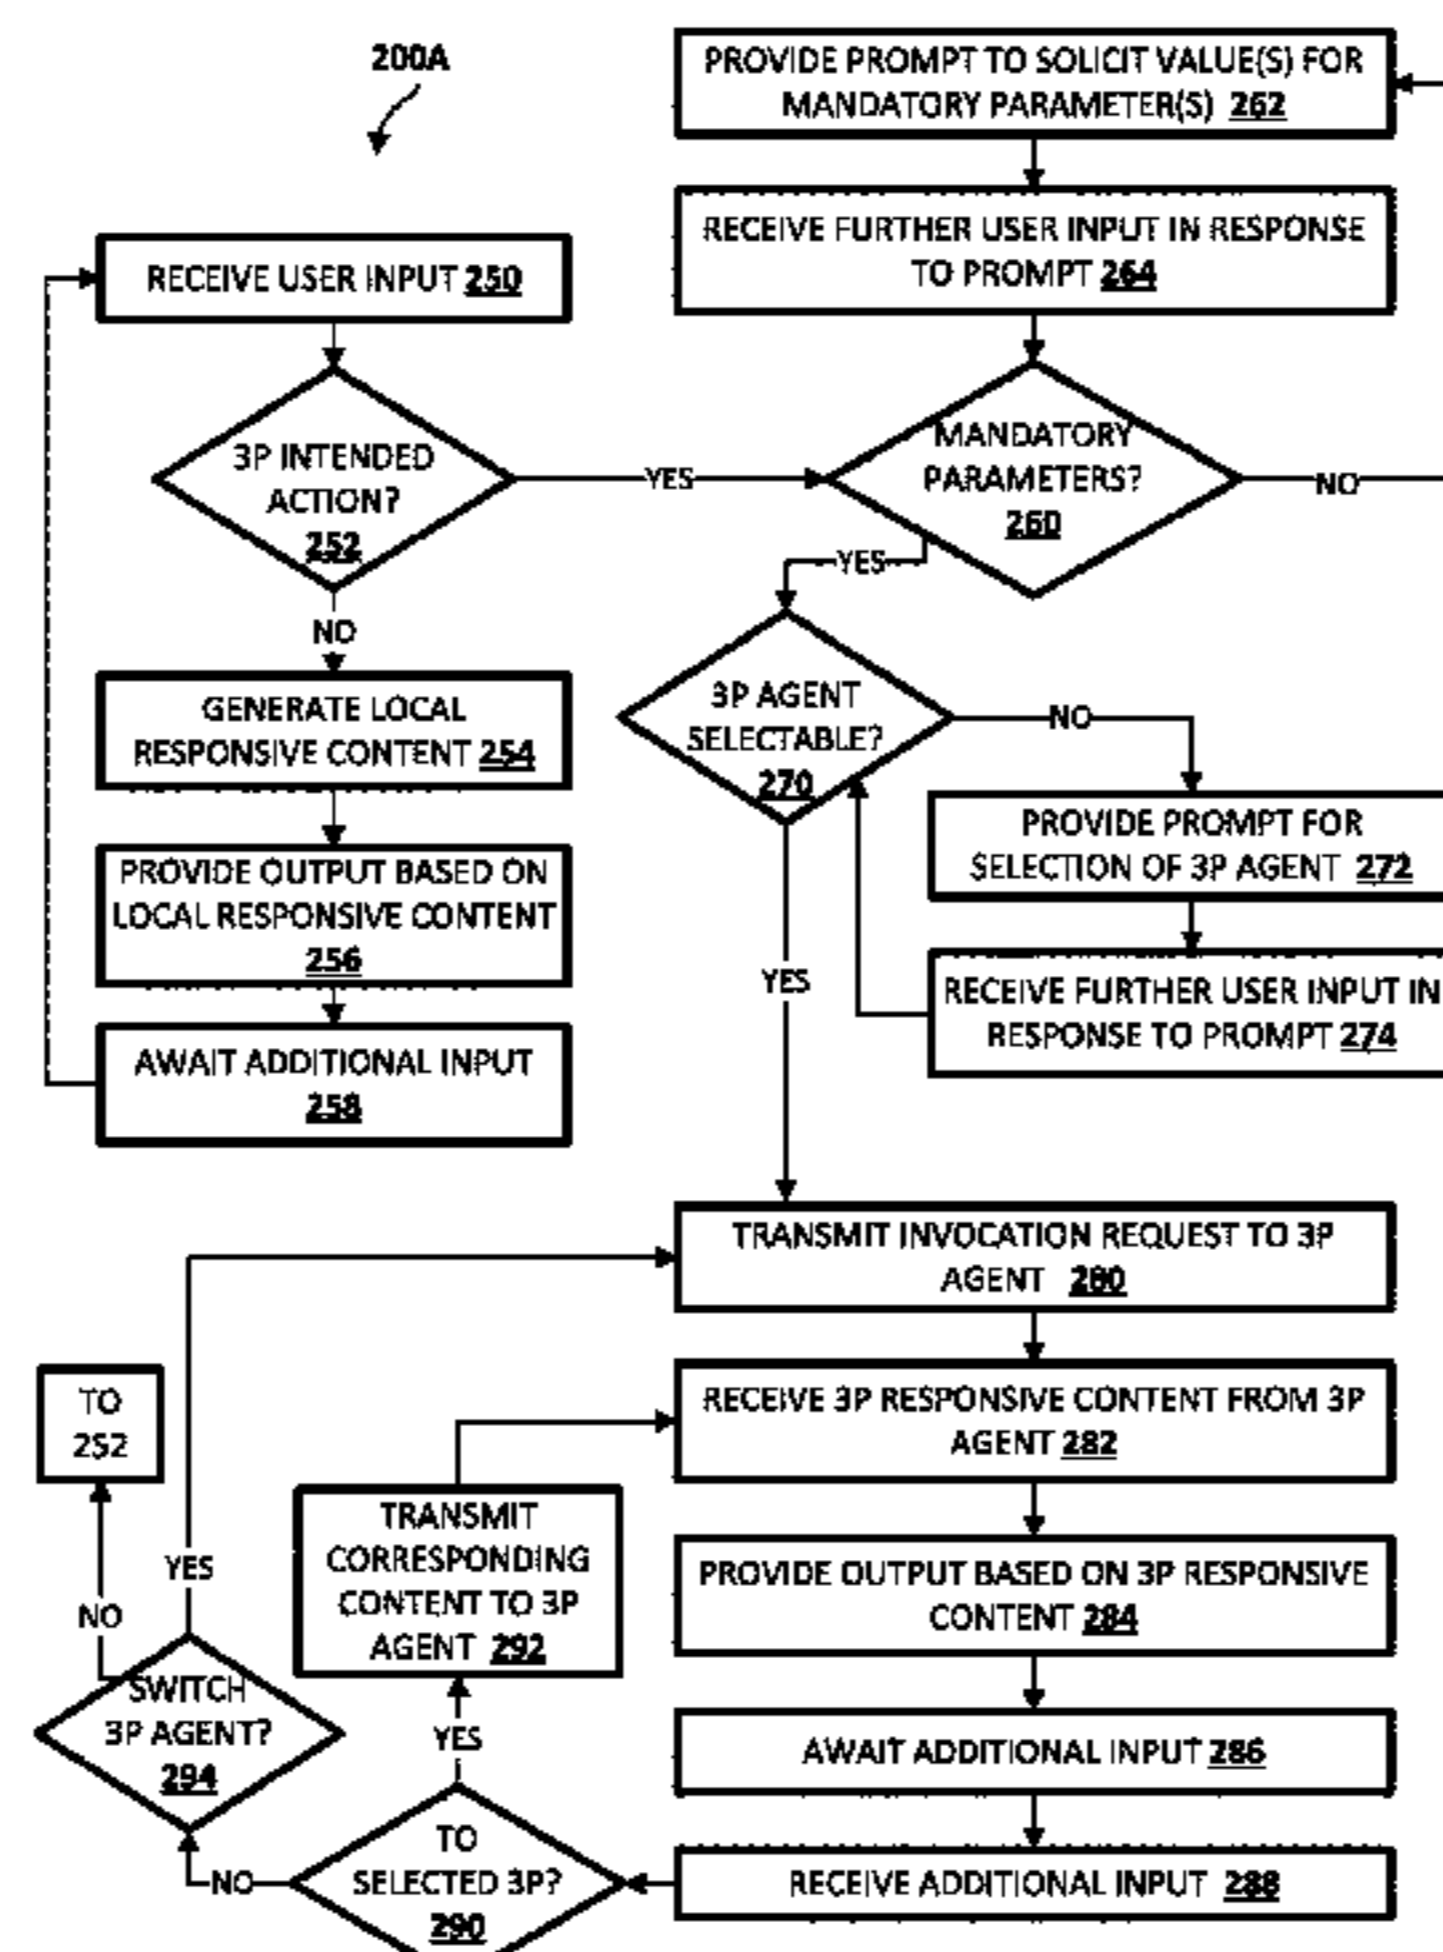 200A
PROVIDE PROMPT TO SOLICIT VALUE(S) FOR
MANDATORY PARAMETER(S) 262
RECEIVE FURTHER USER INPUT IN RESPONSE
TO PROMPT 264
RECEIVE USER INPUT 250
3P INTENDED
ACTION?
252
YES
MANDATORY
PARAMETERS?
260
NO
YES
NO
GENERATE LOCAL
RESPONSIVE CONTENT 254
PROVIDE OUTPUT BASED ON
LOCAL RESPONSIVE CONTENT
256
AWAIT ADDITIONAL INPUT
258
3P AGENT
SELECTABLE?
270
NO
PROVIDE PROMPT FOR
SELECTION OF 3P AGENT 272
RECEIVE FURTHER USER INPUT IN
RESPONSE TO PROMPT 274
YES
TRANSMIT INVOCATION REQUEST TO 3P
AGENT 280
RECEIVE 3P RESPONSIVE CONTENT FROM 3P
AGENT 282
PROVIDE OUTPUT BASED ON 3P RESPONSIVE
CONTENT 284
AWAIT ADDITIONAL INPUT 286
RECEIVE ADDITIONAL INPUT 288
TO
SELECTED 3P?
290
YES
TRANSMIT
CORRESPONDING
CONTENT TO 3P
AGENT 292
NO
SWITCH
3P AGENT?
294
YES
NO
TO
252